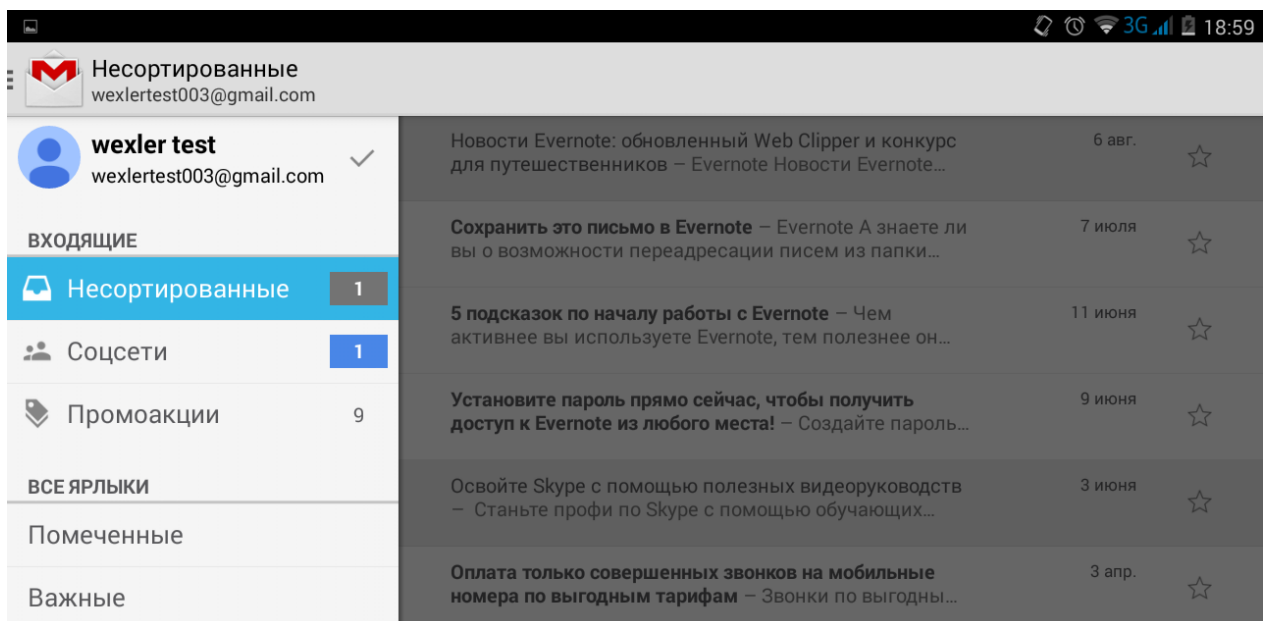 3G 18:59
Несортированные
wexlertest003@gmail.com
wexler test
wexlertest003@gmail.com
ВХОДЯЩИЕ
Несортированные 1
Соцсети 1
Промоакции 9
ВСЕ ЯРЛЫКИ
Помеченные
Важные
Новости Evernote: обновленный Web Clipper и конкурс 6 авг.
для путешественников – Evernote Новости Evernote...
Сохранить это письмо в Evernote – Evernote А знаете ли 7 июля
вы о возможности переадресации писем из папки...
5 подсказок по началу работы с Evernote – Чем 11 июня
активнее вы используете Evernote, тем полезнее он...
Установите пароль прямо сейчас, чтобы получить 9 июня
доступ к Evernote из любого места! – Создайте пароль...
Освойте Skype с помощью полезных видеоруководств 3 июня
– Станьте профи по Skype с помощью обучающих...
Оплата только совершенных звонков на мобильные 3 апр.
номера по выгодным тарифам – Звонки по выгодны...